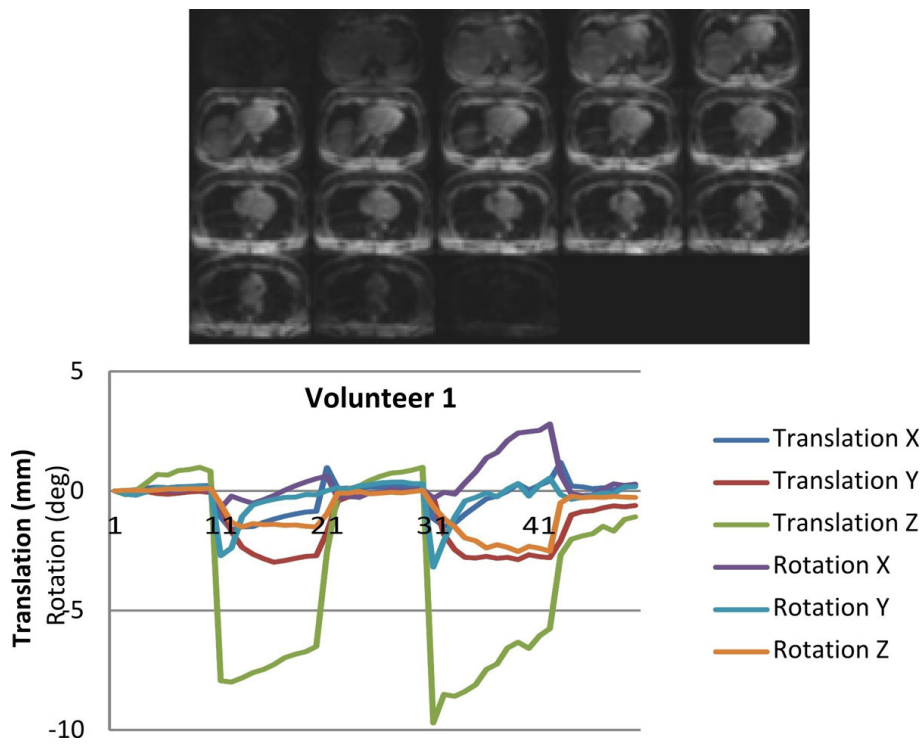 5
Volunteer 1
Translation (mm)
Rotation (deg)
0
1
11
21
31
41
-5
-10
Translation X
Translation Y
Translation Z
Rotation X
Rotation Y
Rotation Z